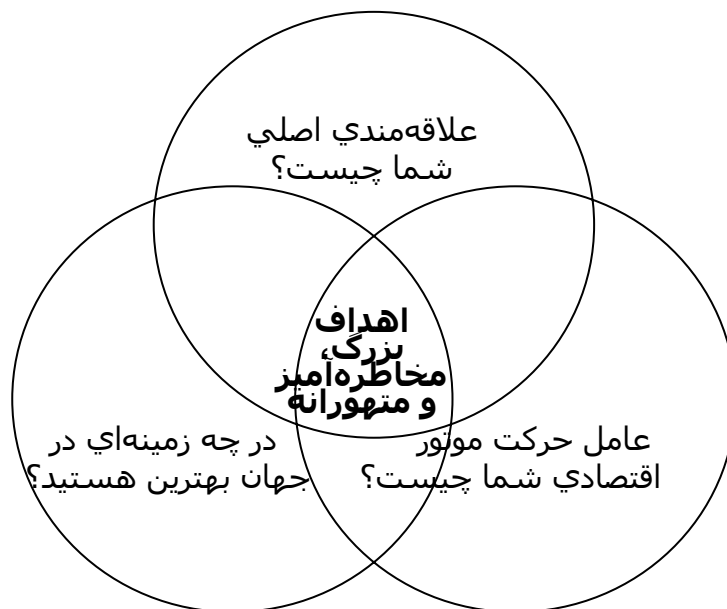 علاقه‌مندي اصلي
شما چيست؟
اهداف
بزرگ،
مخاطره‌آميز
و متهورانه
در چه زمينه‌اي در
جهان بهترين هستيد؟
عامل حرکت موتور
اقتصادي شما چيست؟